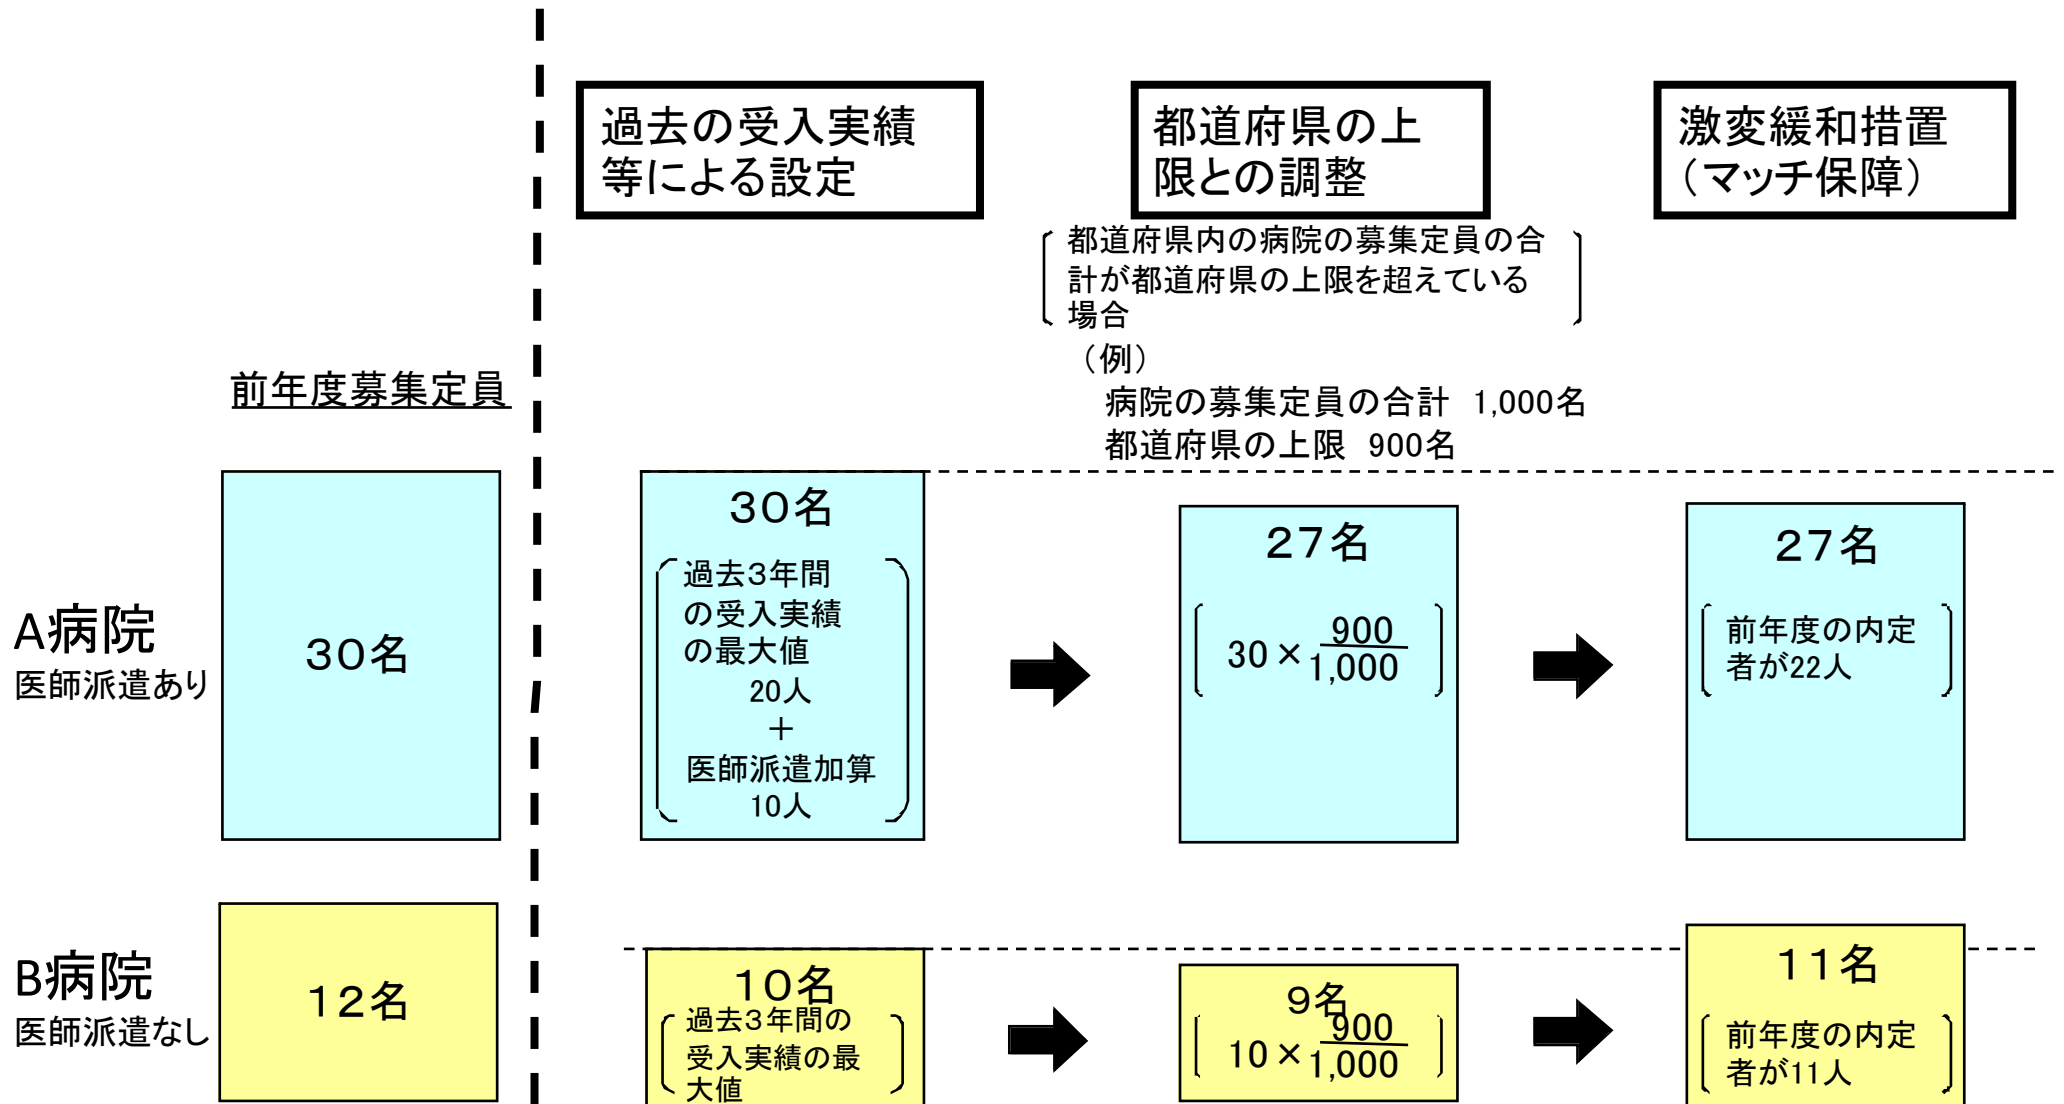 過去の受入実績
等による設定
都道府県の上
限との調整
激変緩和措置
（マッチ保障）
都道府県内の病院の募集定員の合
計が都道府県の上限を超えている
場合
（例）
病院の募集定員の合計 1,000名
都道府県の上限 900名
前年度募集定員
A病院
医師派遣あり
30名
30名
過去3年間
の受入実績
の最大値
20人
＋
医師派遣加算
10人
27名
30×900/1,000
27名
前年度の内定
者が22人
B病院
医師派遣なし
12名
10名
過去3年間の
受入実績の最
大値
9名
10×900/1,000
11名
前年度の内定
者が11人